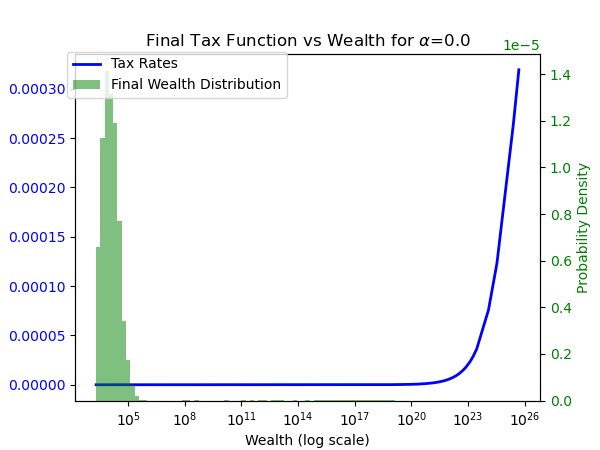 Final Tax Function vs Wealth for α=0.0
1e−5
Tax Rates
Final Wealth Distribution
0.00030
0.00025
0.00020
0.00015
0.00010
0.00005
0.00000
1.4
1.2
1.0
0.8
0.6
0.4
0.2
0.0
Probability Density
10⁵ 10⁸ 10¹¹ 10¹⁴ 10¹⁷ 10²⁰ 10²³ 10²⁶
Wealth (log scale)